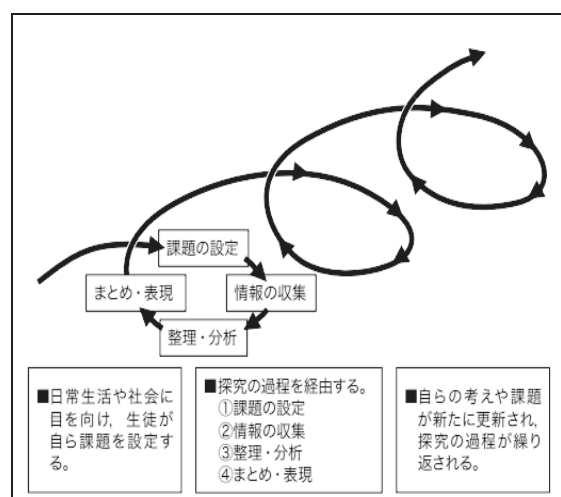 課題の設定
まとめ・表現
情報の収集
整理・分析
■日常生活や社会に
目を向け，生徒が
自ら課題を設定す
る。
■探究の過程を経由する。
①課題の設定
②情報の収集
③整理・分析
④まとめ・表現
■自らの考えや課題
が新たに更新され，
探究の過程が繰り
返される。